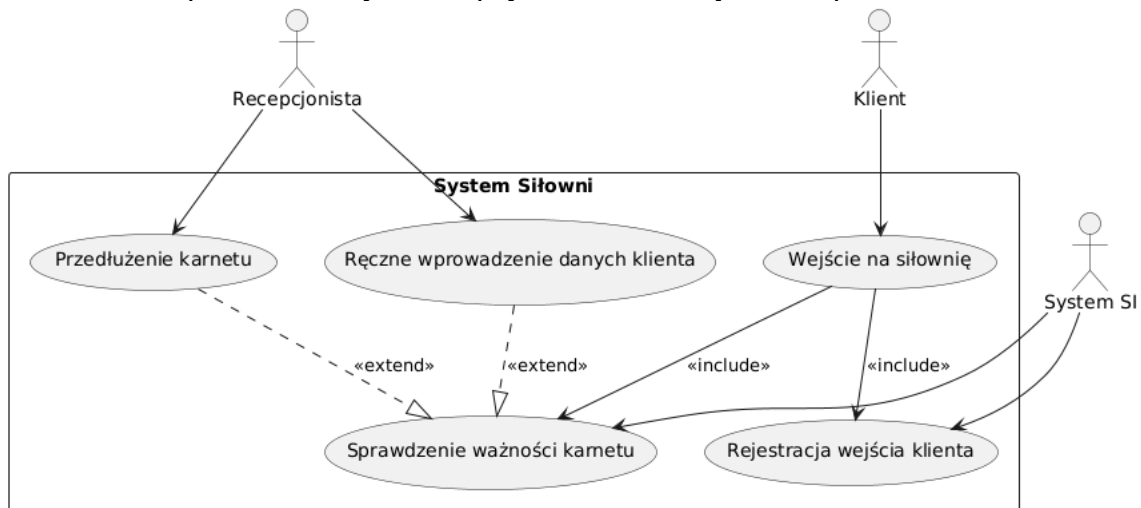 Recepcjonista
Klient
System Siłowni
Przedłużenie karnetu
Ręczne wprowadzenie danych klienta
Wejście na siłownię
System SI
«extend»
«extend»
«include»
«include»
Sprawdzenie ważności karnetu
Rejestracja wejścia klienta